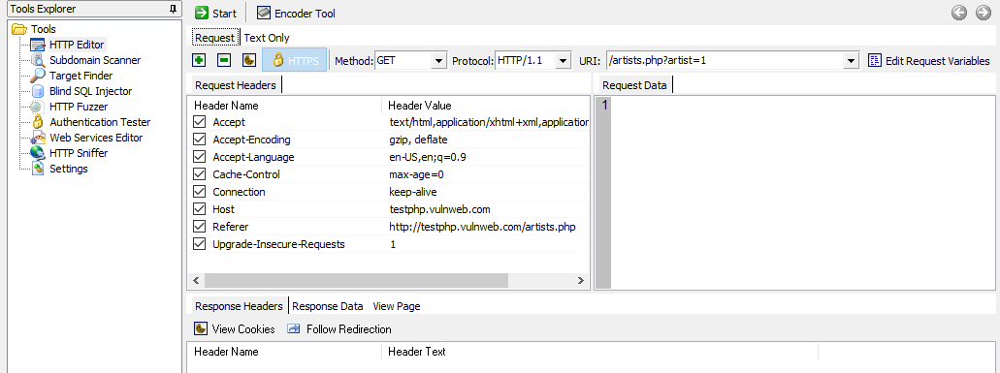 Tools Explorer
Tools
HTTP Editor
Subdomain Scanner
Target Finder
Blind SQL Injector
HTTP Fuzzer
Authentication Tester
Web Services Editor
HTTP Sniffer
Settings
Start Encoder Tool
Request Text Only
HTTPS Method: GET Protocol: HTTP/1.1 URI: /artists.php?artist=1 Edit Request Variables
Request Headers
Header Name Header Value
Accept text/html,application/xhtml+xml,application
Accept-Encoding gzip, deflate
Accept-Language en-US,en;q=0.9
Cache-Control max-age=0
Connection keep-alive
Host testphp.vulnweb.com
Referer http://testphp.vulnweb.com/artists.php
Upgrade-Insecure-Requests 1
Request Data
1
Response Headers Response Data View Page
View Cookies Follow Redirection
Header Name Header Text